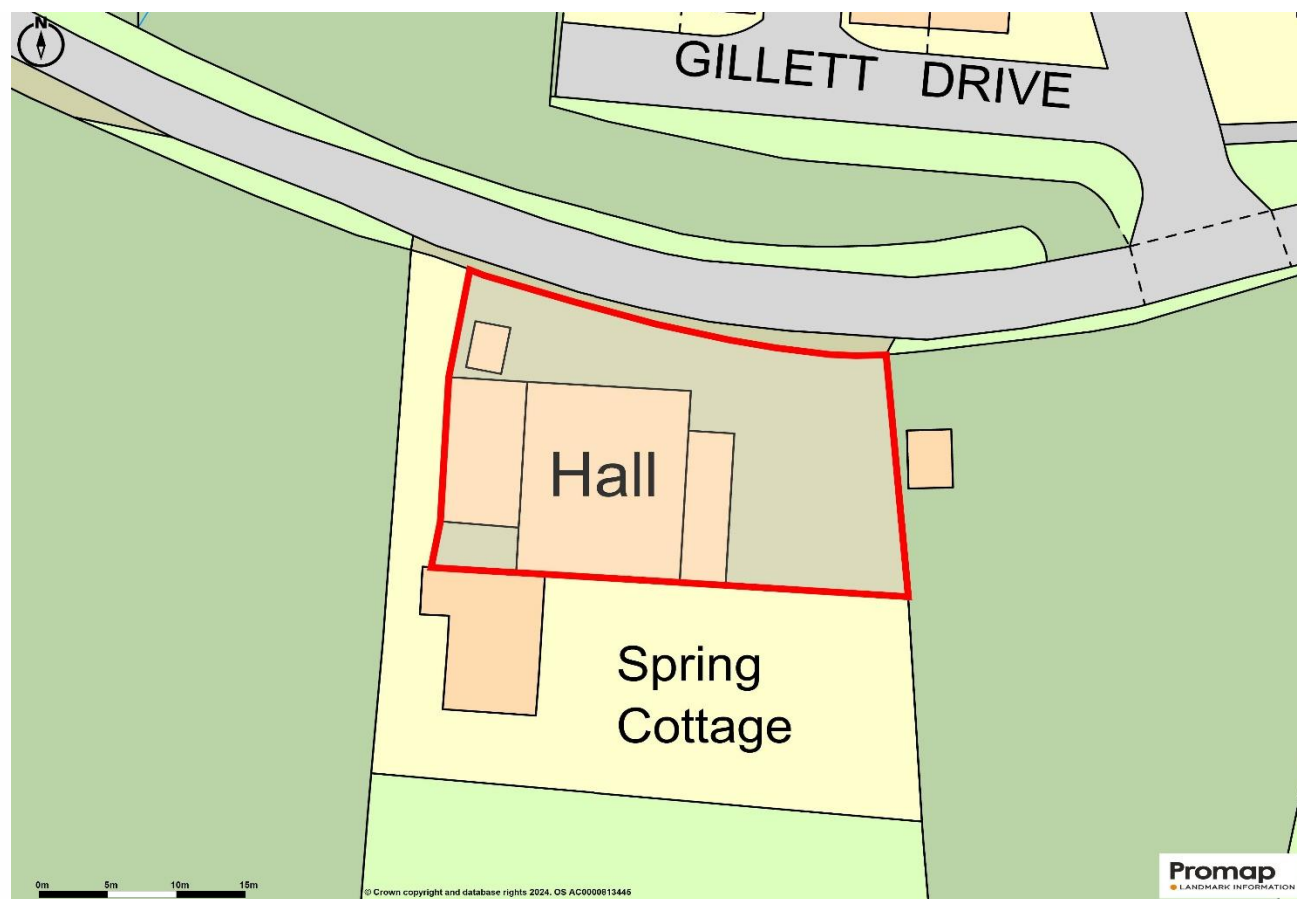 N
GILLETT DRIVE
Hall
Spring
Cottage
0m 5m 10m 15m
© Crown copyright and database rights 2024. OS AC0000813445
Promap
LANDMARK INFORMATION